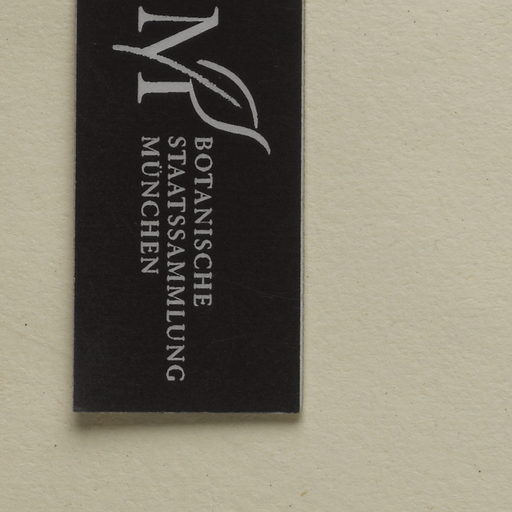 M
BOTANISCHE
STAATSSAMMLUNG
MÜNCHEN